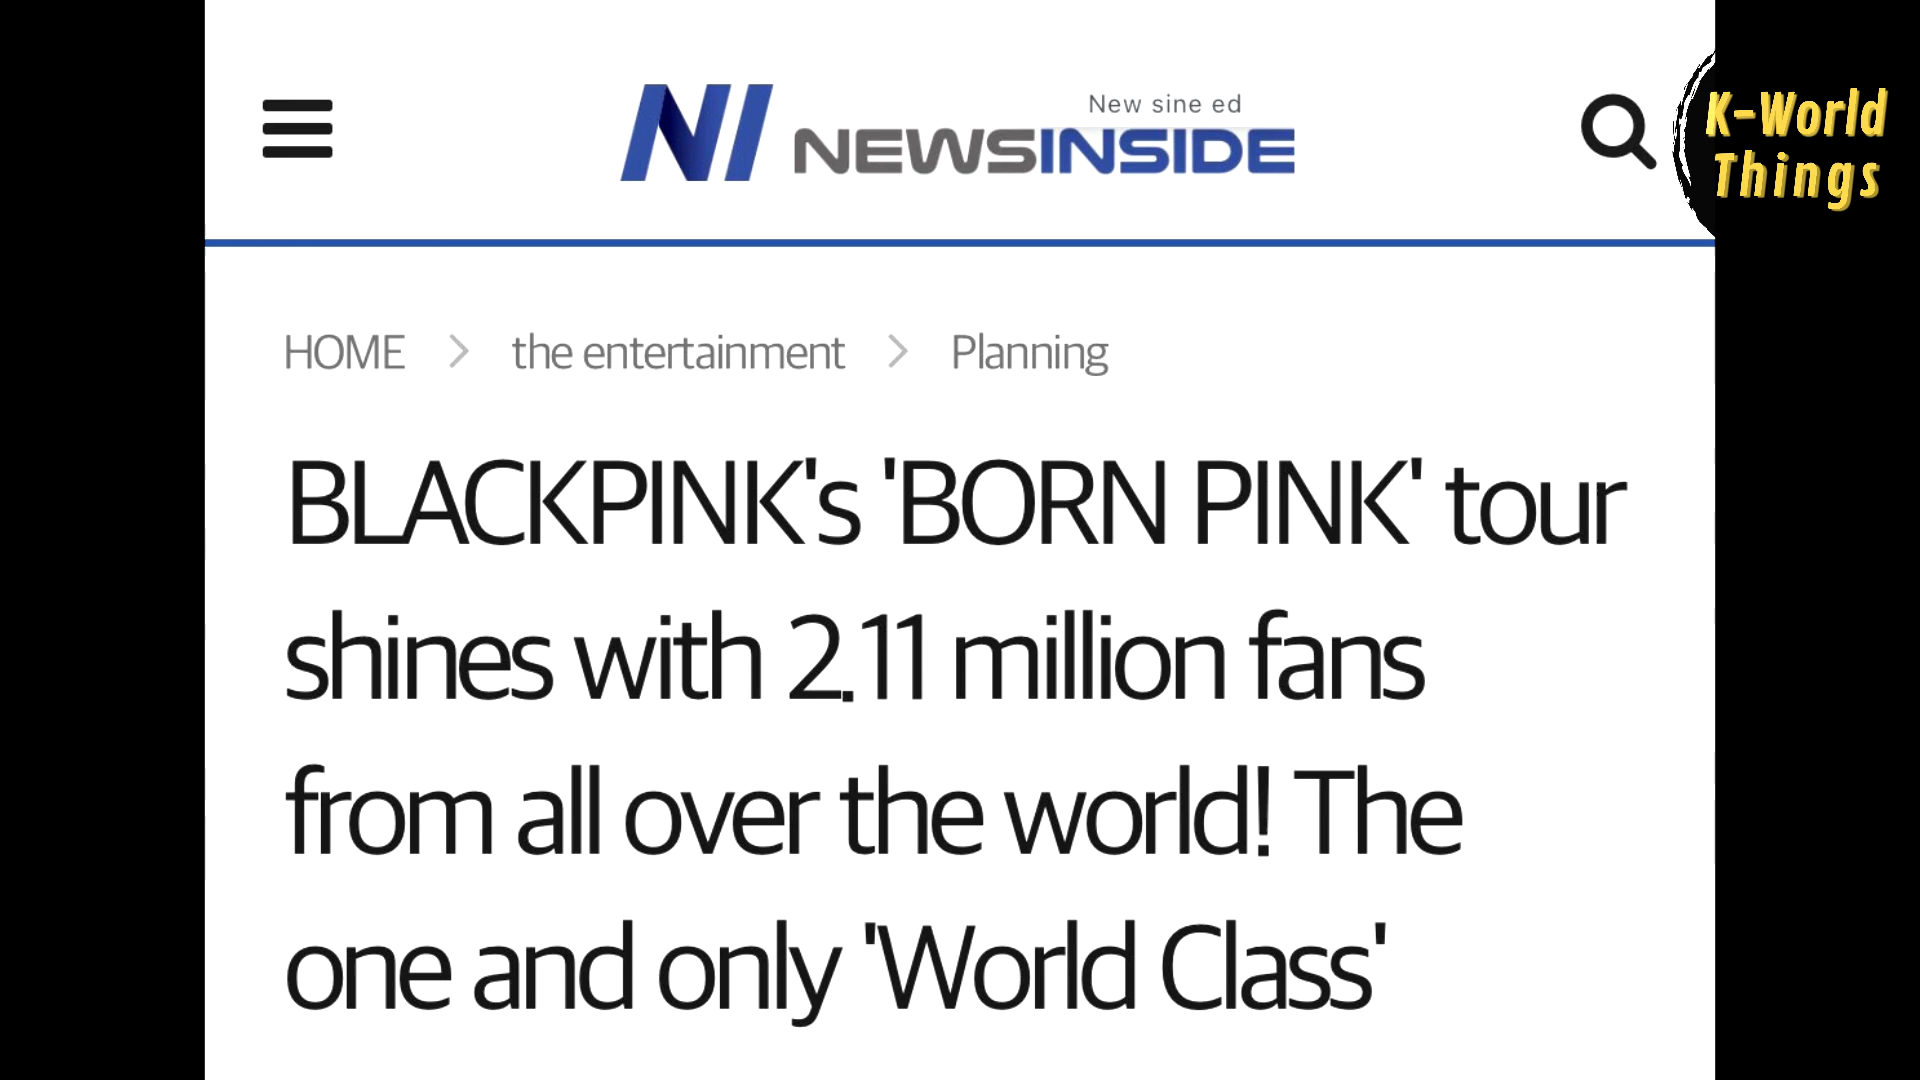 New sine ed
NI NEWSINSIDE
K-World
Things
HOME > the entertainment > Planning
BLACKPINK's 'BORN PINK' tour
shines with 2.11 million fans
from all over the world! The
one and only 'World Class'